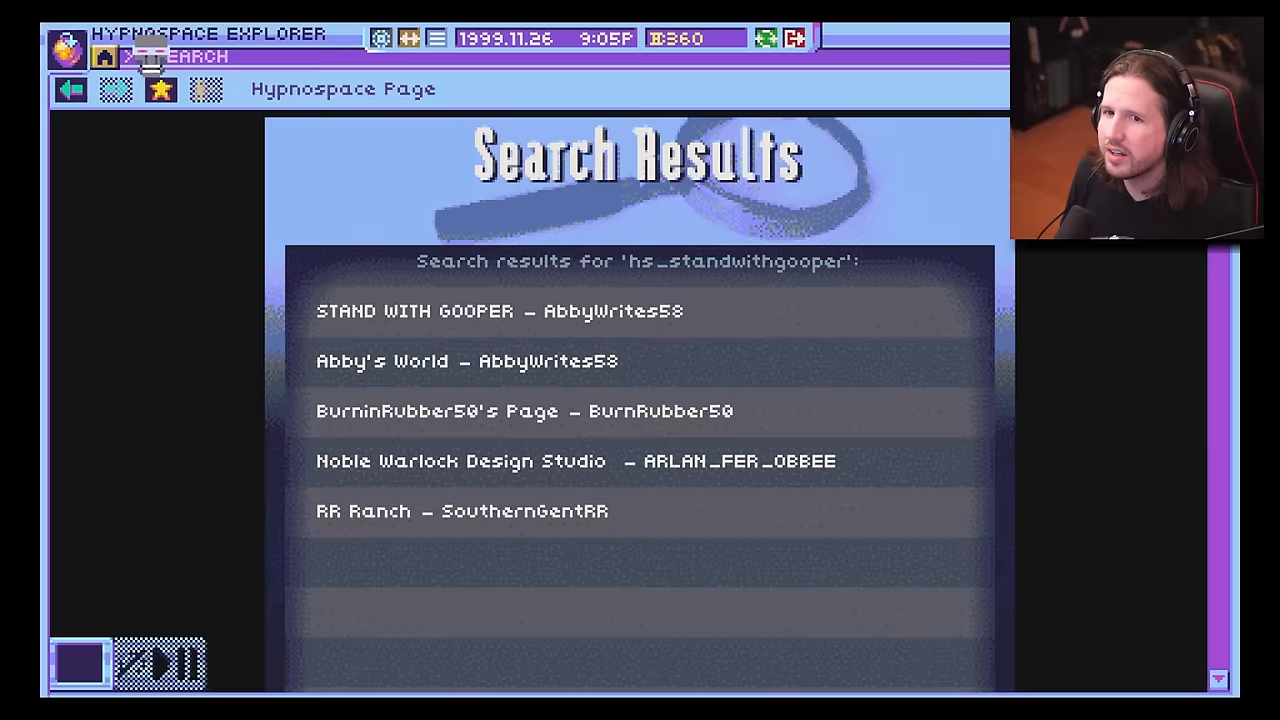 HYPNOSPACE EXPLORER
1999.11.26 9:05P
360
EARCH
Hypnospace Page
Search Results
Search results for 'hs_standwithgooper':
STAND WITH GOOPER - AbbyWrites58
Abby's World - AbbyWrites58
BurninRubber50's Page - BurnRubber50
Noble Warlock Design Studio - ARLAN_FER_OBBEE
RR Ranch - SouthernGentRR